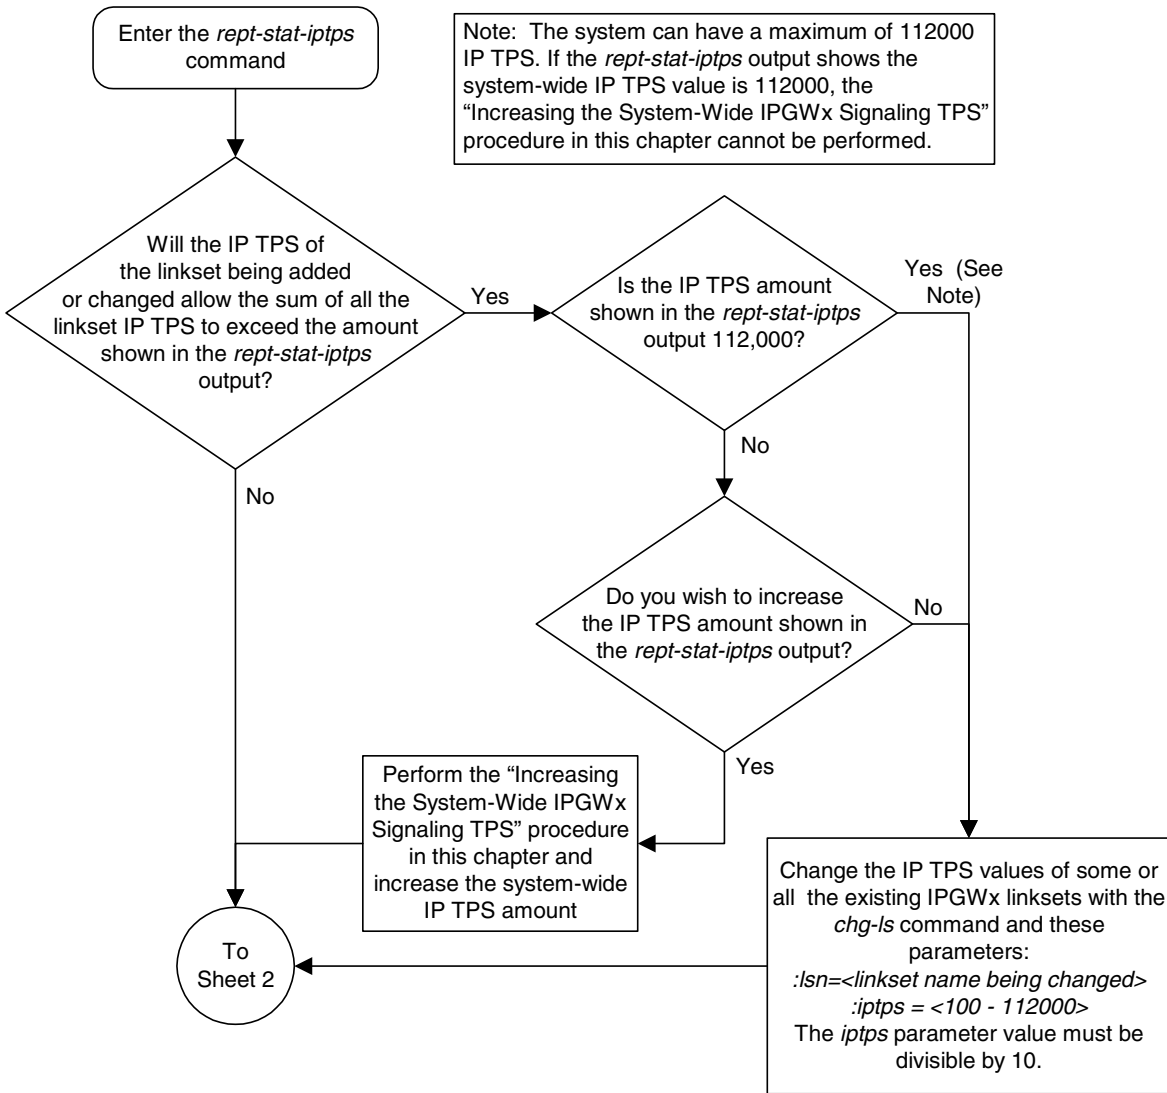 Enter the rept-stat-iptps
command
Note: The system can have a maximum of 112000
IP TPS. If the rept-stat-iptps output shows the
system-wide IP TPS value is 112000, the
“Increasing the System-Wide IPGWx Signaling TPS”
procedure in this chapter cannot be performed.
Will the IP TPS of
the linkset being added
or changed allow the sum of all the
linkset IP TPS to exceed the amount
shown in the rept-stat-iptps
output?
Yes
Is the IP TPS amount
shown in the rept-stat-iptps
output 112,000?
Yes (See
Note)
No
No
Do you wish to increase
the IP TPS amount shown in
the rept-stat-iptps output?
No
Yes
Perform the “Increasing
the System-Wide IPGWx
Signaling TPS” procedure
in this chapter and
increase the system-wide
IP TPS amount
Change the IP TPS values of some or
all the existing IPGWx linksets with the
chg-ls command and these
parameters:
:lsn=<linkset name being changed>
:iptps = <100 - 112000>
The iptps parameter value must be
divisible by 10.
To
Sheet 2